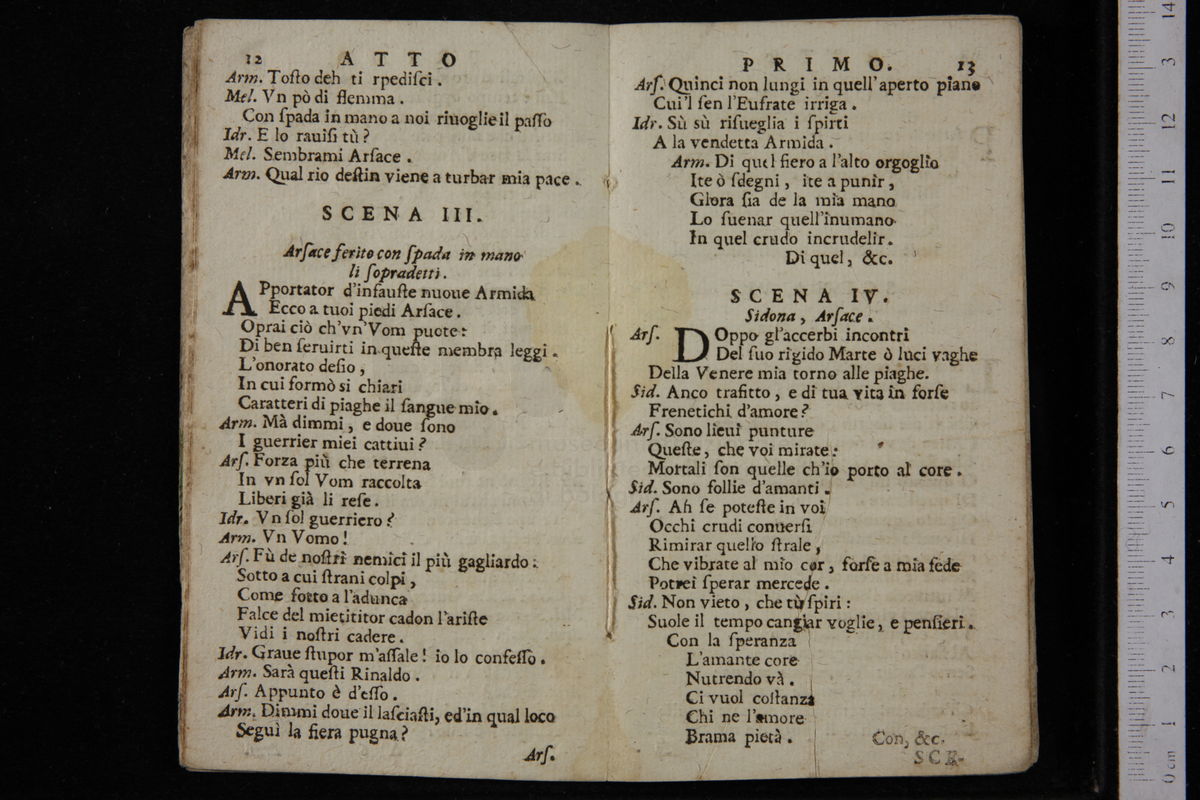 12 ATTO
Arm. Toſto deh ti rpediſci.
Mel. Vn pò di flemma.
Con ſpada in mano a noi riuoglie il paſſo
Idr. E lo rauiſi tù?
Mel. Sembrami Arſace.
Arm. Qual rio deſtin viene a turbar mia pace.
SCENA III.
Arſace ferito con ſpada in mano
li ſopradetti.
APportator d'infauſte nuoue Armida
Ecco a tuoi piedi Arſace.
Oprai ciò ch'vn'Vom puote:
Di ben ſeruirti in queſte membra leggi.
L'onorato deſio,
In cui formò si chiari
Caratteri di piaghe il ſangue mio.
Arm. Mà dimmi, e doue ſono
I guerrier miei cattiui?
Arſ. Forza più che terrena
In vn ſol Vom raccolta
Liberi già li reſe.
Idr. Vn ſol guerriero?
Arm. Vn Vomo!
Arſ. Fù de noſtri nemici il più gagliardo:
Sotto a cui ſtrani colpi,
Come ſotto a l'adunca
Falce del mietititor cadon l'ariſte
Vidi i noſtri cadere.
Idr. Graue ſtupor m'aſſale! io lo confeſſo.
Arm. Sarà queſti Rinaldo.
Arſ. Appunto è d'eſſo.
Arm. Dimmi doue il laſciaſti, ed'in qual loco
Seguì la fiera pugna?
Arſ.
PRIMO. 13
Arſ. Quinci non lungi in quell'aperto piano
Cui'l ſen l'Eufrate irriga.
Idr. Sù sù riſueglia i ſpirti
A la vendetta Armida.
Arm. Di quel fiero a l'alto orgoglio
Ite ò ſdegni, ite a punir,
Glora ſia de la mia mano
Lo ſuenar quell'inumano
In quel crudo incrudelir.
Di quel, &c.
SCENA IV.
Sidona, Arſace.
Arſ. DOppo gl'accerbi incontri
Del ſuo rigido Marte ò luci vaghe
Della Venere mia torno alle piaghe.
Sid. Anco trafitto, e di tua vita in forſe
Frenetichi d'amore?
Arſ. Sono lieui punture
Queſte, che voi mirate:
Mortali ſon quelle ch'io porto al core.
Sid. Sono follie d'amanti.
Arſ. Ah ſe poteſte in voi
Occhi crudi conuerſi
Rimirar quello ſtrale,
Che vibrate al mio cor, forſe a mia fede
Potrei ſperar mercede.
Sid. Non vieto, che tù ſpiri:
Suole il tempo cangiar voglie, e penſieri.
Con la ſperanza
L'amante core
Nutrendo và.
Ci vuol coſtanza
Chi ne l'amore
Brama pietà.
Con, &c.
SCE-